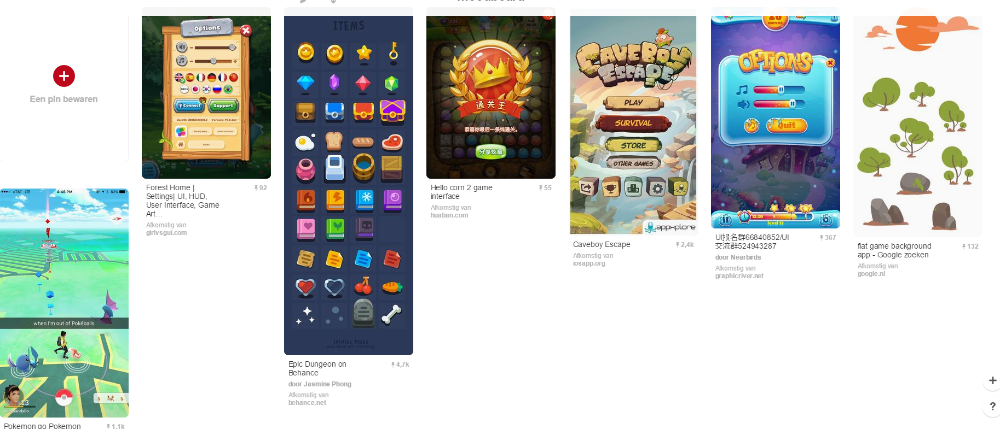 Een pin bewaren
AT&T LTE
4:46 PM
82%
when I'm out of Pokéballs
13
Pokemon go Pokemon
1,1k
Options
Connect
Support
Forest Home |
Settings| UI, HUD,
User Interface, Game
Art...
92
Afkomstig van
girlvsgui.com
ITEMS
JASMINE PHONG
Epic Dungeon on
Behance
4,7k
door Jasmine Phong
Afkomstig van
behance.net
通关王
恭喜你最后一条线通关。
分享炫耀
Hello corn 2 game
interface
55
Afkomstig van
huaban.com
CAVEBOY
ESCAPE
PLAY
SURVIVAL
STORE
OTHER GAMES
appxplore
Caveboy Escape
2,4k
Afkomstig van
iosapp.org
20
moves
OPTIONS
Quit
12:20
level 12
UI报名群66840852/UI
交流群524943287
367
door Nearbirds
Afkomstig van
graphicriver.net
flat game background
app - Google zoeken
132
Afkomstig van
google.nl
?